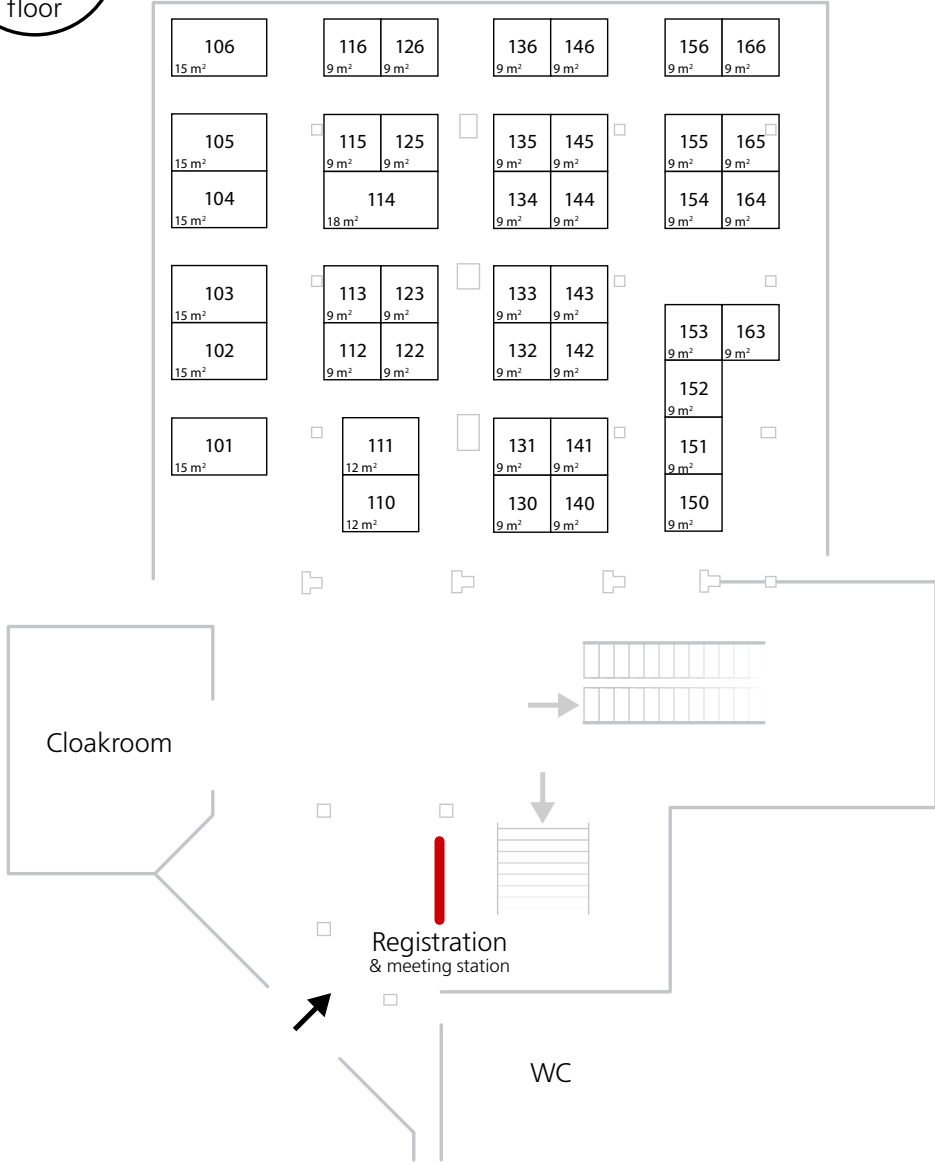 floor
106
15 m²
116
9 m²
126
9 m²
136
9 m²
146
9 m²
156
9 m²
166
9 m²
105
15 m²
115
9 m²
125
9 m²
135
9 m²
145
9 m²
155
9 m²
165
9 m²
104
15 m²
114
18 m²
134
9 m²
144
9 m²
154
9 m²
164
9 m²
103
15 m²
113
9 m²
123
9 m²
133
9 m²
143
9 m²
153
9 m²
163
9 m²
102
15 m²
112
9 m²
122
9 m²
132
9 m²
142
9 m²
152
9 m²
101
15 m²
111
12 m²
131
9 m²
141
9 m²
151
9 m²
110
12 m²
130
9 m²
140
9 m²
150
9 m²
Cloakroom
Registration
& meeting station
WC